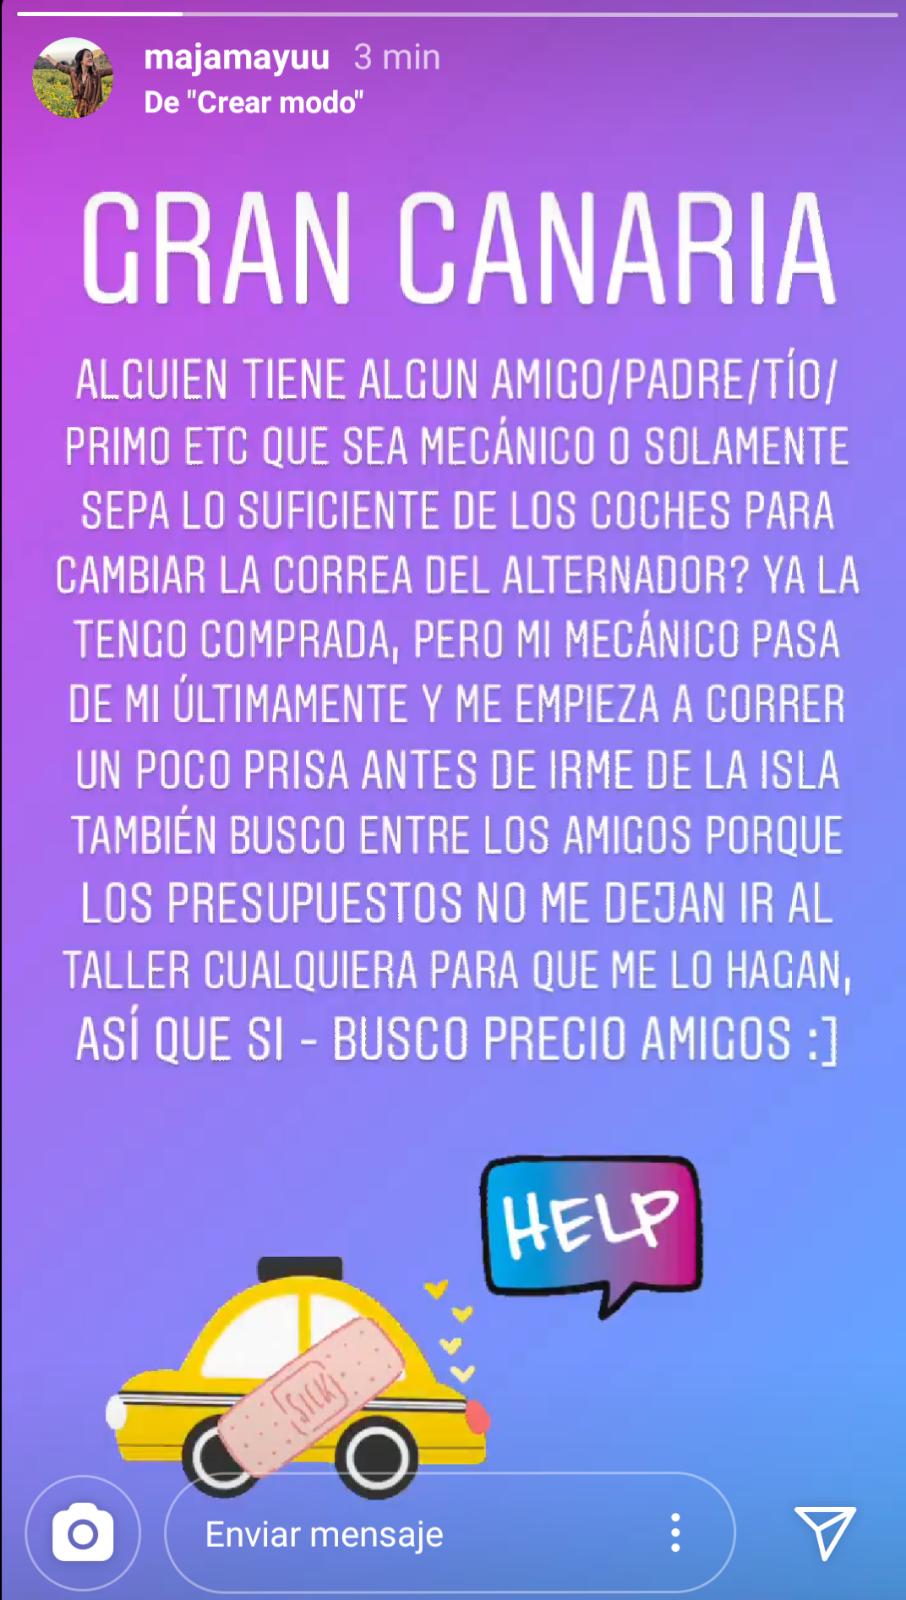 majamayuu 3 min
De "Crear modo"
GRAN CANARIA
ALGUIEN TIENE ALGUN AMIGO/PADRE/TÍO/
PRIMO ETC QUE SEA MECÁNICO O SOLAMENTE
SEPA LO SUFICIENTE DE LOS COCHES PARA
CAMBIAR LA CORREA DEL ALTERNADOR? YA LA
TENGO COMPRADA, PERO MI MECÁNICO PASA
DE MI ÚLTIMAMENTE Y ME EMPIEZA A CORRER
UN POCO PRISA ANTES DE IRME DE LA ISLA
TAMBIÉN BUSCO ENTRE LOS AMIGOS PORQUE
LOS PRESUPUESTOS NO ME DEJAN IR AL
TALLER CUALQUIERA PARA QUE ME LO HAGAN,
ASÍ QUE SI - BUSCO PRECIO AMIGOS :]
HELP
SICK
Enviar mensaje